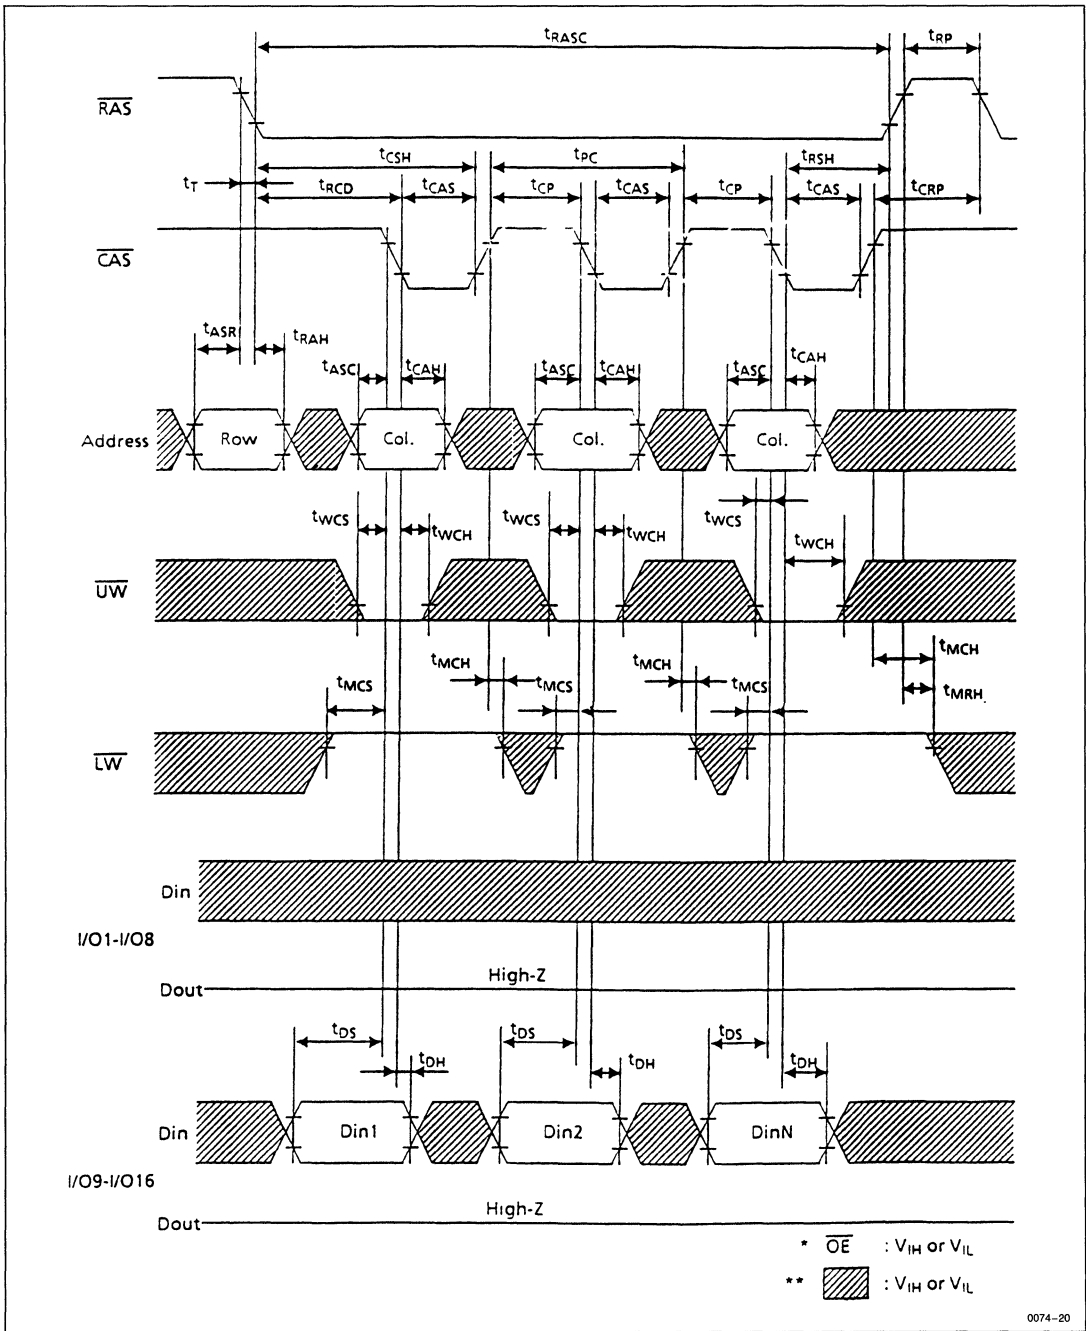 tRASC tRP
RAS
tCSH tPC tRSH
tT tRCD tCAS tCP tCAS tCP tCAS tCRP
CAS
tASR tRAH tASC tCAH tASC tCAH tASC tCAH
Address Row Col. Col. Col.
tWCS tWCH tWCS tWCH tWCS tWCH
UW
tMCS tMCH tMCS tMCH tMCS tMCH
tMRH
LW
Din
I/O1-I/O8
Dout High-Z
tDS tDH tDS tDH tDS tDH
Din Din1 Din2 DinN
I/O9-I/O16
Dout High-Z
* OE : VIH or VIL
** : VIH or VIL
0074-20